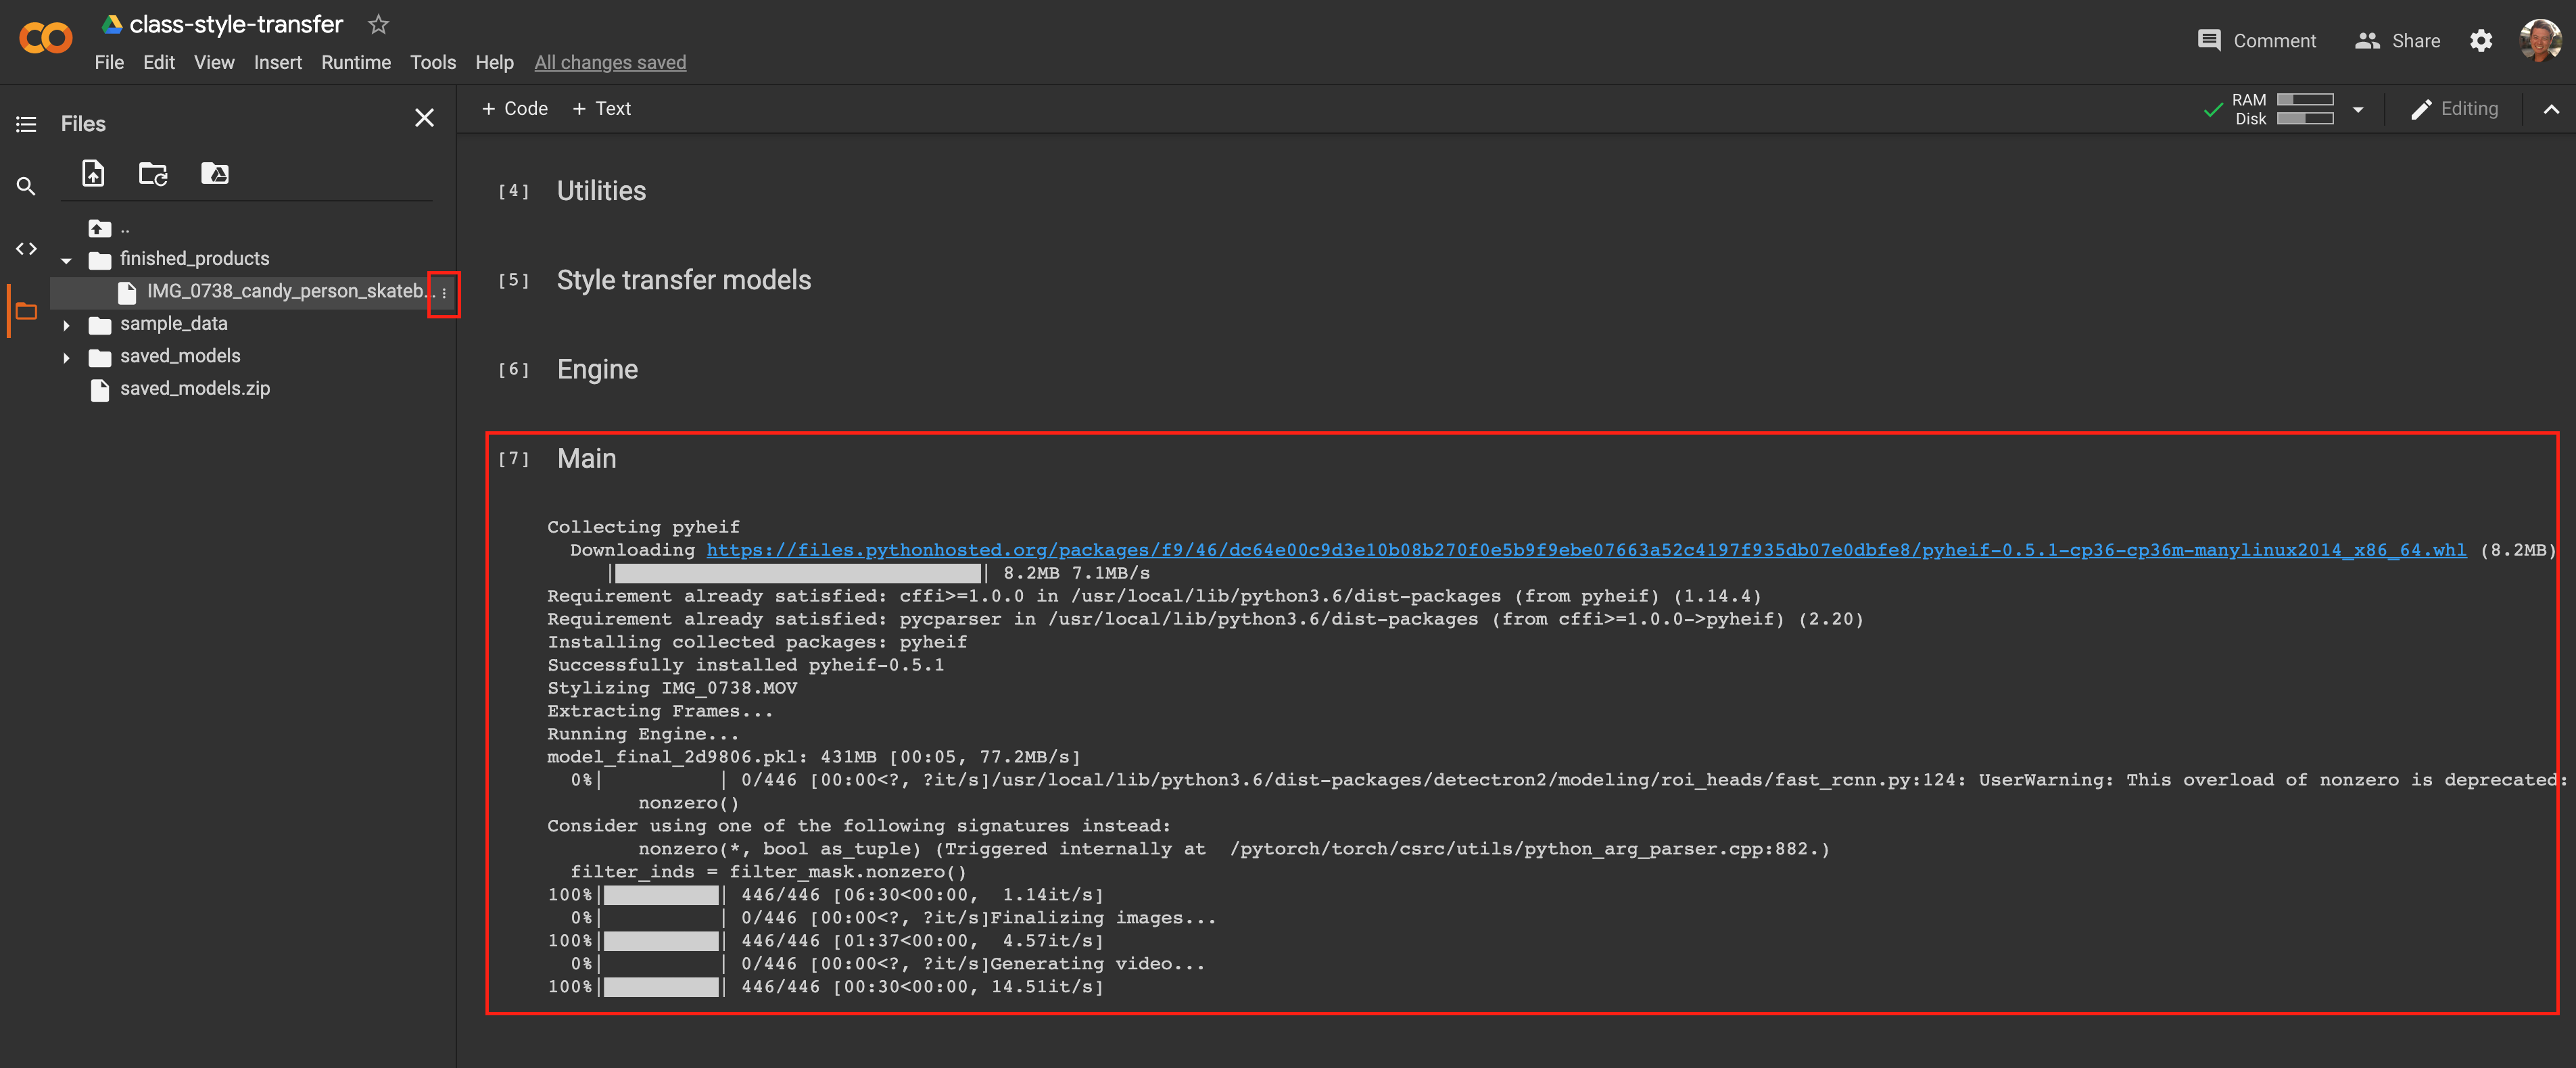 class-style-transfer
File Edit View Insert Runtime Tools Help All changes saved
Comment Share
Files
+ Code + Text
RAM
Disk
Editing
..
finished_products
IMG_0738_candy_person_skateb...
sample_data
saved_models
saved_models.zip
[4] Utilities
[5] Style transfer models
[6] Engine
[7] Main
Collecting pyheif
Downloading https://files.pythonhosted.org/packages/f9/46/dc64e00c9d3e10b08b270f0e5b9f9ebe07663a52c4197f935db07e0dbfe8/pyheif-0.5.1-cp36-cp36m-manylinux2014_x86_64.whl (8.2MB)
|                                | 8.2MB 7.1MB/s
Requirement already satisfied: cffi>=1.0.0 in /usr/local/lib/python3.6/dist-packages (from pyheif) (1.14.4)
Requirement already satisfied: pycparser in /usr/local/lib/python3.6/dist-packages (from cffi>=1.0.0->pyheif) (2.20)
Installing collected packages: pyheif
Successfully installed pyheif-0.5.1
Stylizing IMG_0738.MOV
Extracting Frames...
Running Engine...
model_final_2d9806.pkl: 431MB [00:05, 77.2MB/s]
0%|          | 0/446 [00:00<?, ?it/s]/usr/local/lib/python3.6/dist-packages/detectron2/modeling/roi_heads/fast_rcnn.py:124: UserWarning: This overload of nonzero is deprecated:
nonzero()
Consider using one of the following signatures instead:
nonzero(*, bool as_tuple) (Triggered internally at  /pytorch/torch/csrc/utils/python_arg_parser.cpp:882.)
filter_inds = filter_mask.nonzero()
100%|██████████| 446/446 [06:30<00:00,  1.14it/s]
0%|          | 0/446 [00:00<?, ?it/s]Finalizing images...
100%|██████████| 446/446 [01:37<00:00,  4.57it/s]
0%|          | 0/446 [00:00<?, ?it/s]Generating video...
100%|██████████| 446/446 [00:30<00:00, 14.51it/s]